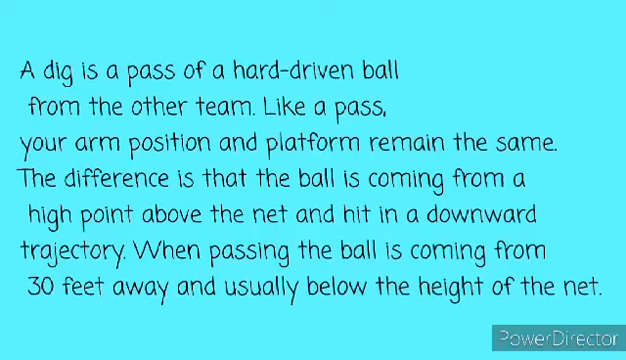 A dig is a pass of a hard-driven ball
from the other team. Like a pass,
your arm position and platform remain the same.
The difference is that the ball is coming from a
high point above the net and hit in a downward
trajectory. When passing the ball is coming from
30 feet away and usually below the height of the net.
PowerDirector